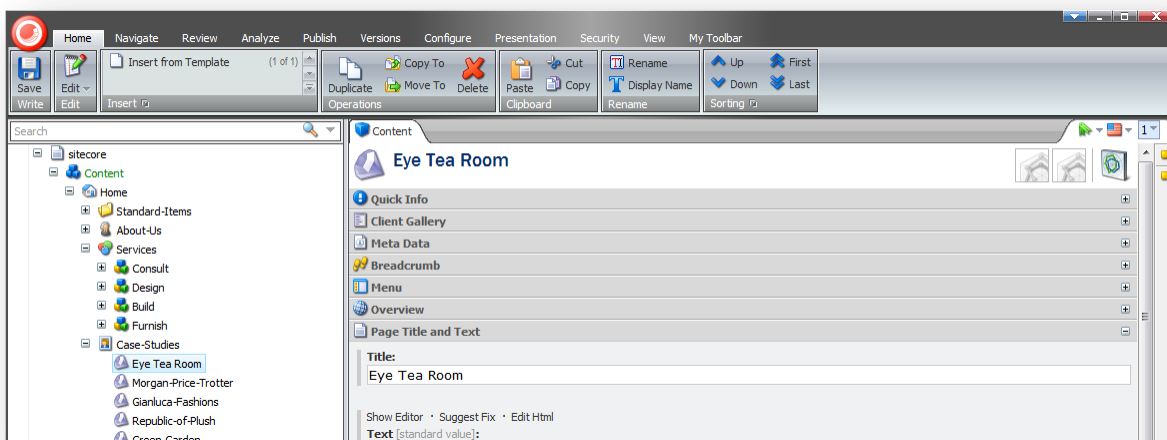 Home Navigate Review Analyze Publish Versions Configure Presentation Security View My Toolbar
Save
Write
Edit
Edit
Insert from Template (1 of 1)
Insert
Duplicate
Copy To
Move To
Delete
Operations
Paste
Cut
Copy
Clipboard
Rename
Display Name
Rename
Up
Down
First
Last
Sorting
Search
sitecore
Content
Home
Standard-Items
About-Us
Services
Consult
Design
Build
Furnish
Case-Studies
Eye Tea Room
Morgan-Price-Trotter
Gianluca-Fashions
Republic-of-Plush
Green-Garden
Content
1
Eye Tea Room
Quick Info
Client Gallery
Meta Data
Breadcrumb
Menu
Overview
Page Title and Text
Title:
Eye Tea Room
Show Editor · Suggest Fix · Edit Html
Text [standard value]: